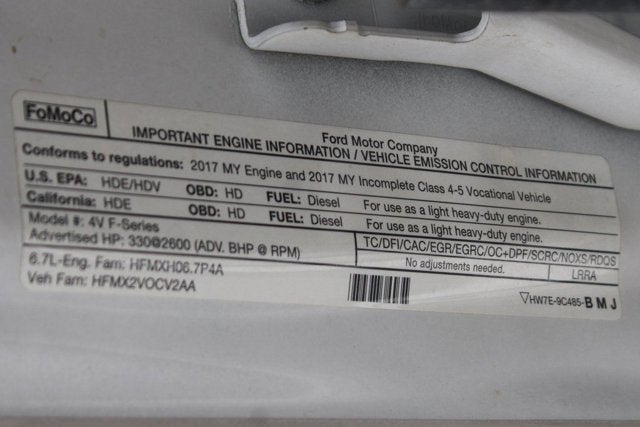 FoMoCo
Ford Motor Company
IMPORTANT ENGINE INFORMATION / VEHICLE EMISSION CONTROL INFORMATION
Conforms to regulations: 2017 MY Engine and 2017 MY Incomplete Class 4-5 Vocational Vehicle
U.S. EPA: HDE/HDV OBD: HD FUEL: Diesel For use as a light heavy-duty engine.
California: HDE OBD: HD FUEL: Diesel For use as a light heavy-duty engine.
Model #: 4V F-Series
Advertised HP: 330@2600 (ADV. BHP @ RPM)
TC/DFI/CAC/EGR/EGRC/OC+DPF/SCRC/NOXS/RDQS
No adjustments needed. LRRA
6.7L-Eng. Fam: HFMXH06.7P4A
Veh Fam: HFMX2VOCV2AA
HW7E-9C485-BMJ